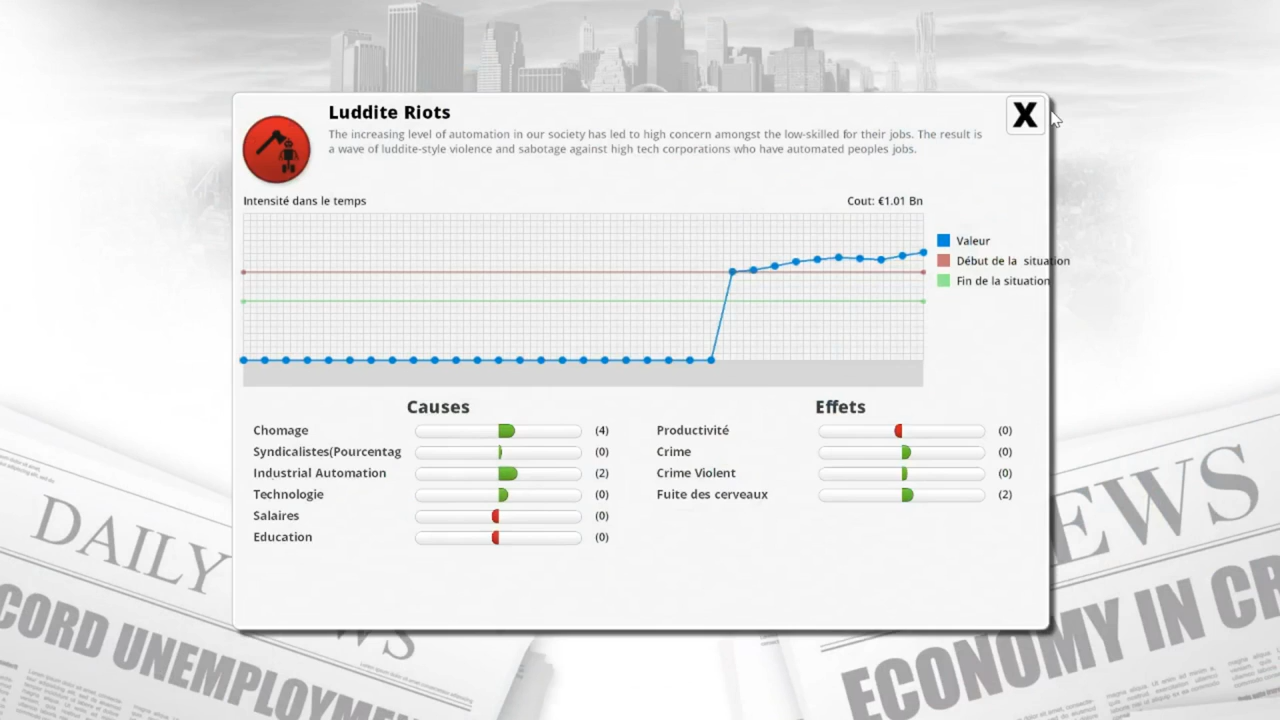 Luddite Riots
X
The increasing level of automation in our society has led to high concern amongst the low-skilled for their jobs. The result is
a wave of luddite-style violence and sabotage against high tech corporations who have automated peoples jobs.
Intensité dans le temps
Cout: €1.01 Bn
Valeur
Début de la situation
Fin de la situation
Causes
Chomage (4)
Syndicalistes(Pourcentag (0)
Industrial Automation (2)
Technologie (0)
Salaires (0)
Education (0)
Effets
Productivité (0)
Crime (0)
Crime Violent (0)
Fuite des cerveaux (2)
DAILY
WS
CORD UNEMPLOYMEN
EWS
ECONOMY IN CR